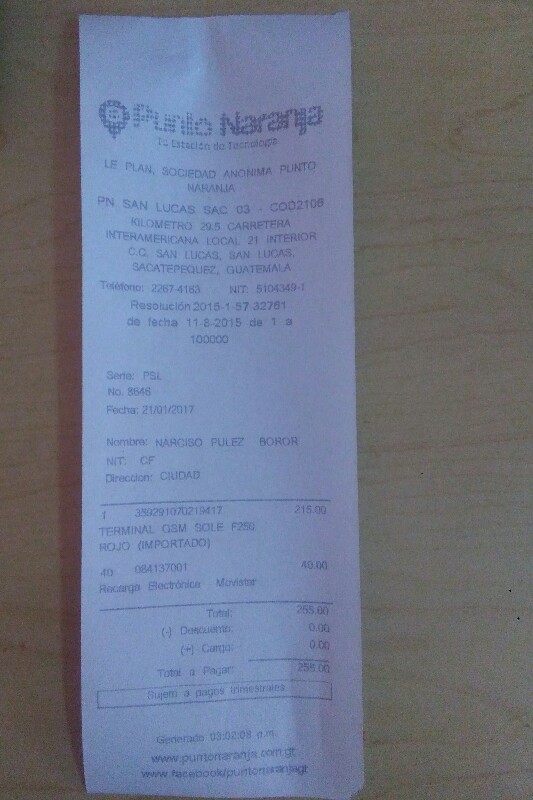 Punto Naranja
Tu Estación de Tecnología
LE PLAN, SOCIEDAD ANONIMA PUNTO
NARANJA
PN SAN LUCAS SAC 03 - COD2106
KILOMETRO 29.5 CARRETERA
INTERAMERICANA LOCAL 21 INTERIOR
C.C. SAN LUCAS, SAN LUCAS,
SACATEPEQUEZ, GUATEMALA
Teléfono: 2267-4163 NIT: 5104349-1
Resolución 2015-1-57-32761
de fecha 11-8-2015 de 1 a
100000
Serie: PSL
No. 8646
Fecha: 21/01/2017
Nombre: NARCISO PULEZ BOROR
NIT: CF
Direccion: CIUDAD
1 359291070219417 215.00
TERMINAL GSM SOLE F250
ROJO (IMPORTADO)
40 084137001 40.00
Recarga Electrónica Movistar
Total: 255.00
(-) Descuento: 0.00
(+) Cargo: 0.00
Total a Pagar: 255.00
Sujeto a pagos trimestrales
Generado 03:02:08 a.m.
www.puntonaranja.com.gt
www.facebook/puntonaranjagt